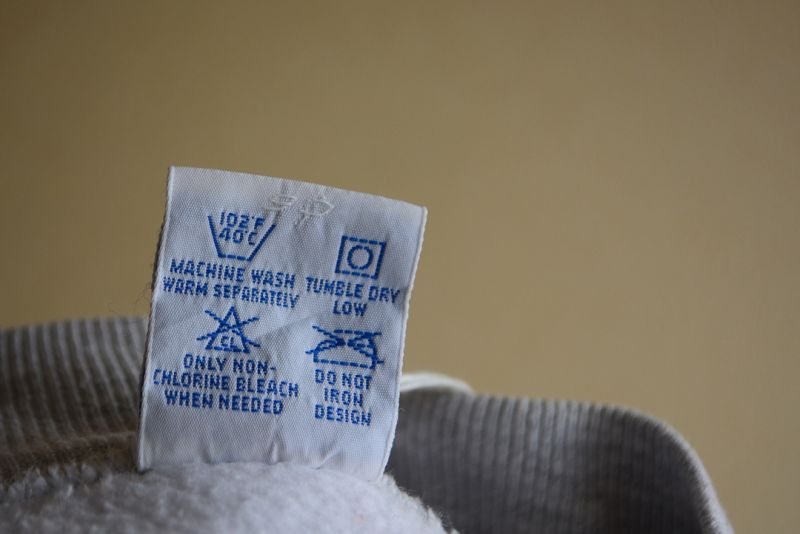 102°F
40°C
MACHINE WASH
WARM SEPARATELY
TUMBLE DRY
LOW
CL
ONLY NON-
CHLORINE BLEACH
WHEN NEEDED
DO NOT
IRON
DESIGN